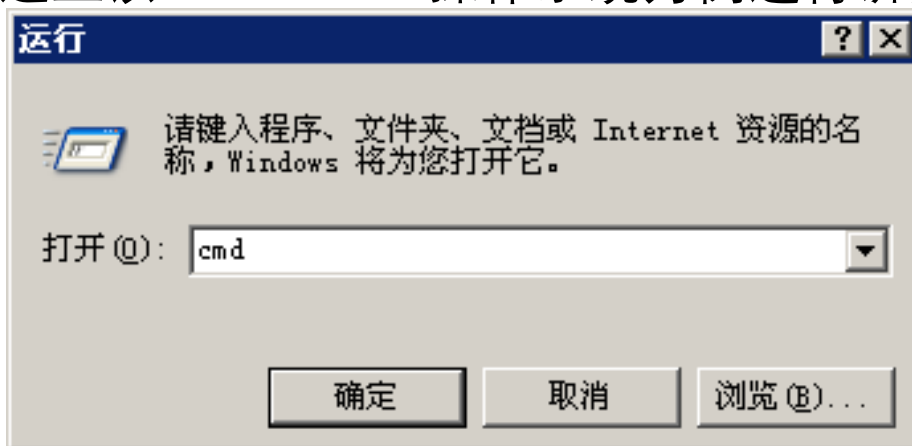 运行
请键入程序、文件夹、文档或 Internet 资源的名
称，Windows 将为您打开它。
打开(O): cmd
确定 取消 浏览(B)...